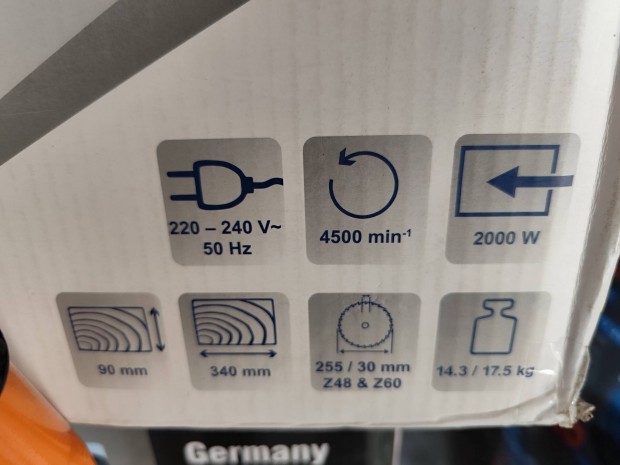 220 – 240 V~
50 Hz
4500 min⁻¹
2000 W
90 mm
340 mm
255 / 30 mm
Z48 & Z60
14.3 / 17.5 kg
Germany